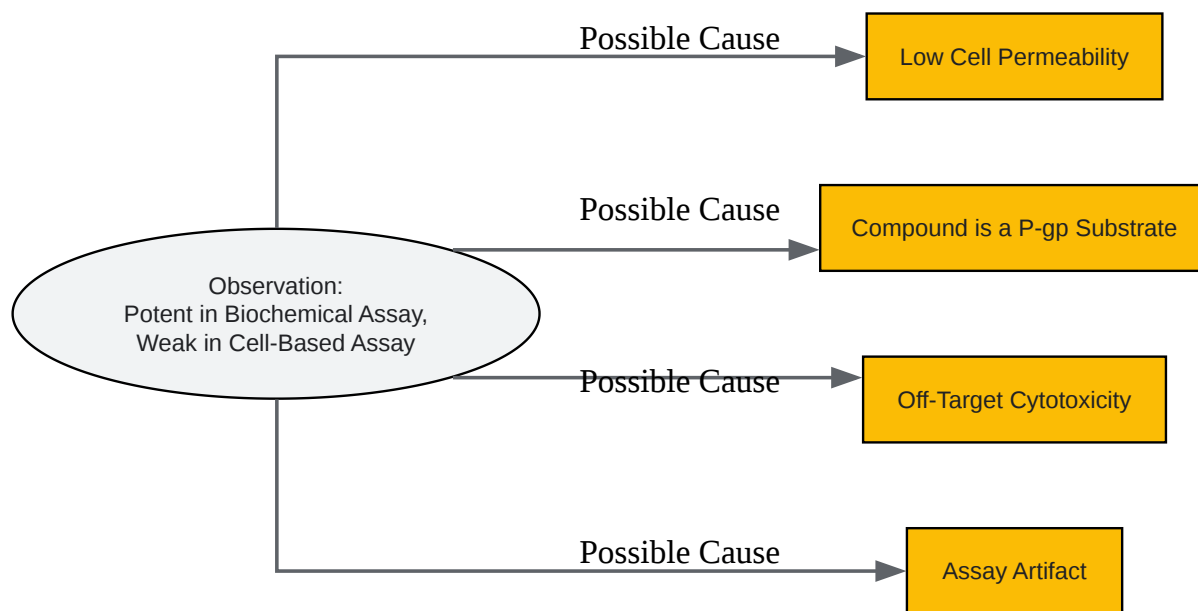 Possible Cause
Low Cell Permeability
Possible Cause
Compound is a P-gp Substrate
Observation:
Potent in Biochemical Assay,
Weak in Cell-Based Assay
Possible Cause
Off-Target Cytotoxicity
Possible Cause
Assay Artifact